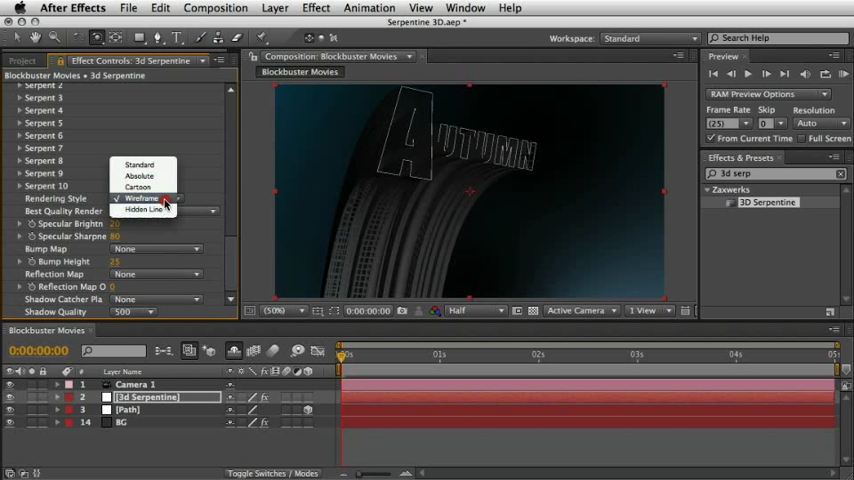 After Effects File Edit Composition Layer Effect Animation View Window Help
Serpentine 3D.aep *
Workspace: Standard Search Help
Project Effect Controls: 3d Serpentine
Blockbuster Movies • 3d Serpentine
Serpent 2
Serpent 3
Serpent 4
Serpent 5
Serpent 6
Serpent 7
Serpent 8
Serpent 9
Serpent 10
Rendering Style
Standard
Absolute
Cartoon
✓ Wireframe
Hidden Line
Best Quality Render
Specular Brightn 20
Specular Sharpne 80
Bump Map None
Bump Height 25
Reflection Map None
Reflection Map O 0
Shadow Catcher Pla None
Shadow Quality 500
Composition: Blockbuster Movies
Blockbuster Movies
AUTUMN
(50%) 0:00:00:00 Half Active Camera 1 View
Preview
RAM Preview Options
Frame Rate Skip Resolution
(25) 0 Auto
From Current Time Full Screen
Effects & Presets
3d serp
Zaxwerks
3D Serpentine
Blockbuster Movies
0:00:00:00
# Layer Name
00s 01s 02s 03s 04s 05s
1 Camera 1
2 [3d Serpentine]
3 [Path]
14 BG
Toggle Switches / Modes